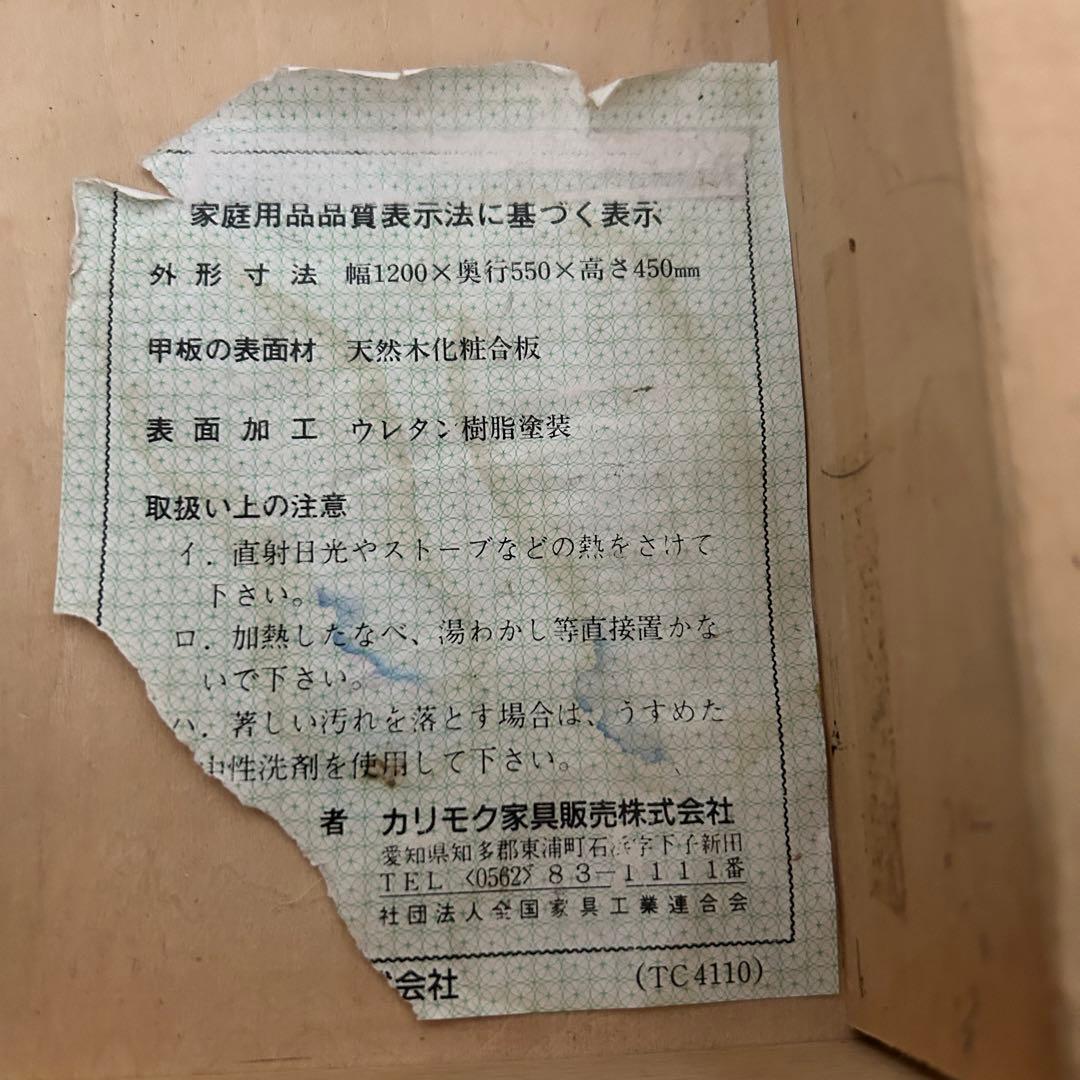 家庭用品品質表示法に基づく表示
外形寸法 幅1200×奥行550×高さ450mm
甲板の表面材 天然木化粧合板
表面加工 ウレタン樹脂塗装
取扱い上の注意
イ. 直射日光やストーブなどの熱をさけて
下さい。
ロ. 加熱したなべ、湯わかし等直接置かな
いで下さい。
ハ. 著しい汚れを落とす場合は、うすめた
中性洗剤を使用して下さい。
者 カリモク家具販売株式会社
愛知県知多郡東浦町石浜字下子新田
TEL <0562> 83-1111番
社団法人全国家具工業連合会
会社 (TC4110)